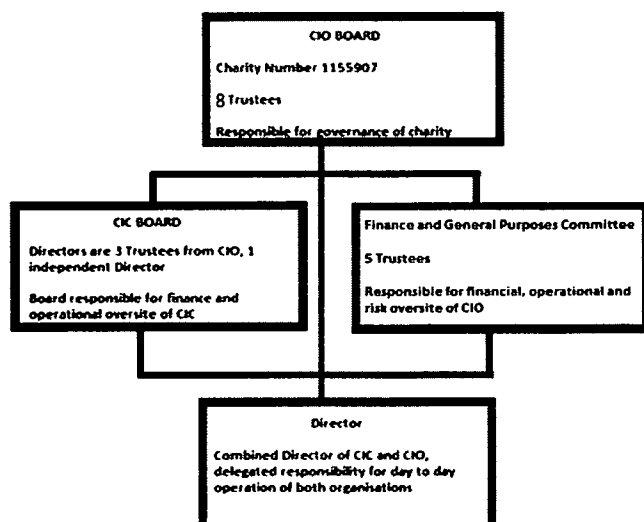 CIO BOARD
Charity Number 1155907
8 Trustees
Responsible for governance of charity
CIC BOARD
Directors are 3 Trustees from CIO, 1
independent Director
Board responsible for finance and
operational oversite of CIC
Finance and General Purposes Committee
5 Trustees
Responsible for financial, operational and
risk oversite of CIO
Director
Combined Director of CIC and CIO,
delegated responsibility for day to day
operation of both organisations